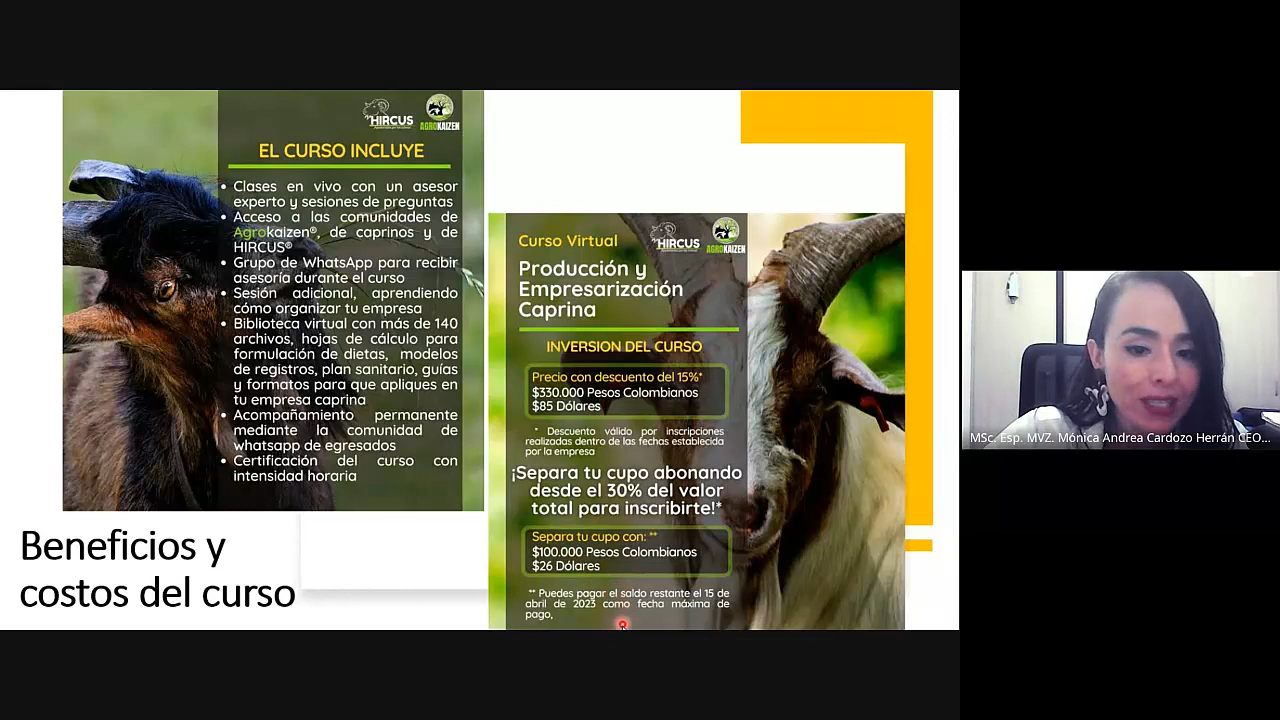 HIRCUS
AGROKAIZEN
EL CURSO INCLUYE
• Clases en vivo con un asesor
experto y sesiones de preguntas
• Acceso a las comunidades de
Agrokaizen®, de caprinos y de
HIRCUS®
• Grupo de WhatsApp para recibir
asesoría durante el curso
• Sesión adicional, aprendiendo
cómo organizar tu empresa
• Biblioteca virtual con más de 140
archivos, hojas de cálculo para
formulación de dietas, modelos
de registros, plan sanitario, guías
y formatos para que apliques en
tu empresa caprina
• Acompañamiento permanente
mediante la comunidad de
whatsapp de egresados
• Certificación del curso con
intensidad horaria
Beneficios y
costos del curso
Curso Virtual
HIRCUS
AGROKAIZEN
Producción y
Empresarización
Caprina
INVERSION DEL CURSO
Precio con descuento del 15%*
$330.000 Pesos Colombianos
$85 Dólares
* Descuento válido por inscripciones
realizadas dentro de las fechas establecida
por la empresa
¡Separa tu cupo abonando
desde el 30% del valor
total para inscribirte!*
Separa tu cupo con: **
$100.000 Pesos Colombianos
$26 Dólares
** Puedes pagar el saldo restante el 15 de
abril de 2023 como fecha máxima de
pago,
MSc. Esp. MVZ. Mónica Andrea Cardozo Herrán CEO...